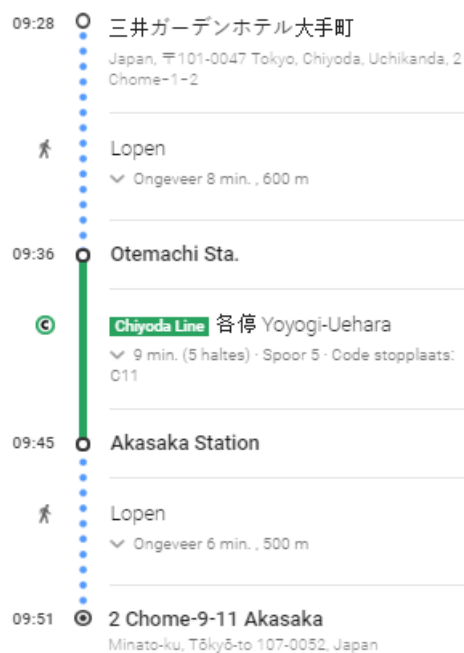 09:28 三井ガーデンホテル大手町
Japan, 〒101-0047 Tokyo, Chiyoda, Uchikanda, 2
Chome−1−2
Lopen
Ongeveer 8 min. , 600 m
09:36 Otemachi Sta.
C Chiyoda Line 各停 Yoyogi-Uehara
9 min. (5 haltes) · Spoor 5 · Code stopplaats:
C11
09:45 Akasaka Station
Lopen
Ongeveer 6 min. , 500 m
09:51 2 Chome-9-11 Akasaka
Minato-ku, Tōkyō-to 107-0052, Japan